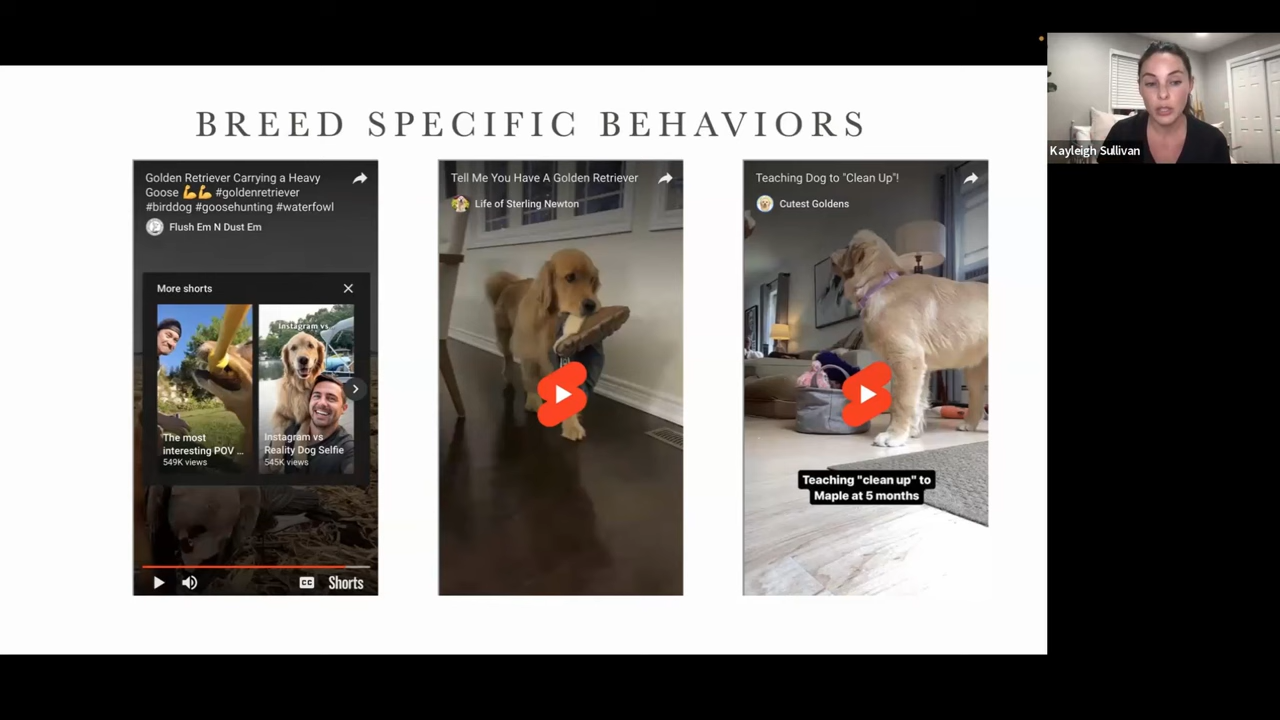 BREED SPECIFIC BEHAVIORS
Golden Retriever Carrying a Heavy
Goose 💪💪 #goldenretriever
#birddog #goosehunting #waterfowl
Flush Em N Dust Em
More shorts
The most
interesting POV ...
549K views
Instagram vs
Instagram vs
Reality Dog Selfie
545K views
CC
Shorts
Tell Me You Have A Golden Retriever
Life of Sterling Newton
Teaching Dog to "Clean Up"!
Cutest Goldens
Teaching "clean up" to
Maple at 5 months
Kayleigh Sullivan